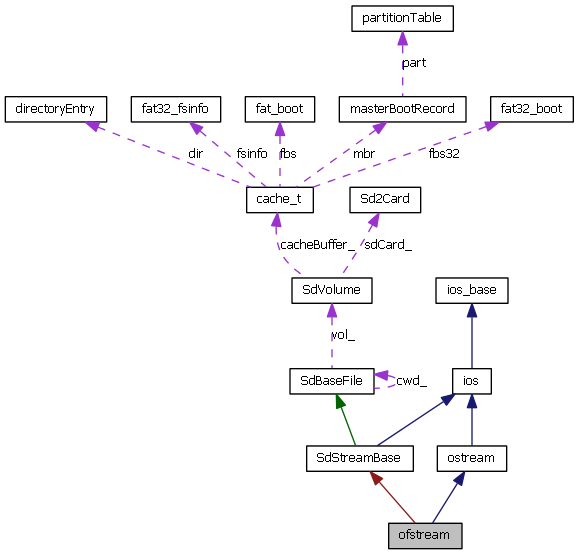 partitionTable
part
directoryEntry
fat32_fsinfo
fat_boot
masterBootRecord
fat32_boot
dir
fsinfo
fbs
mbr
fbs32
cache_t
Sd2Card
cacheBuffer_
sdCard_
SdVolume
ios_base
vol_
SdBaseFile
cwd_
ios
SdStreamBase
ostream
ofstream